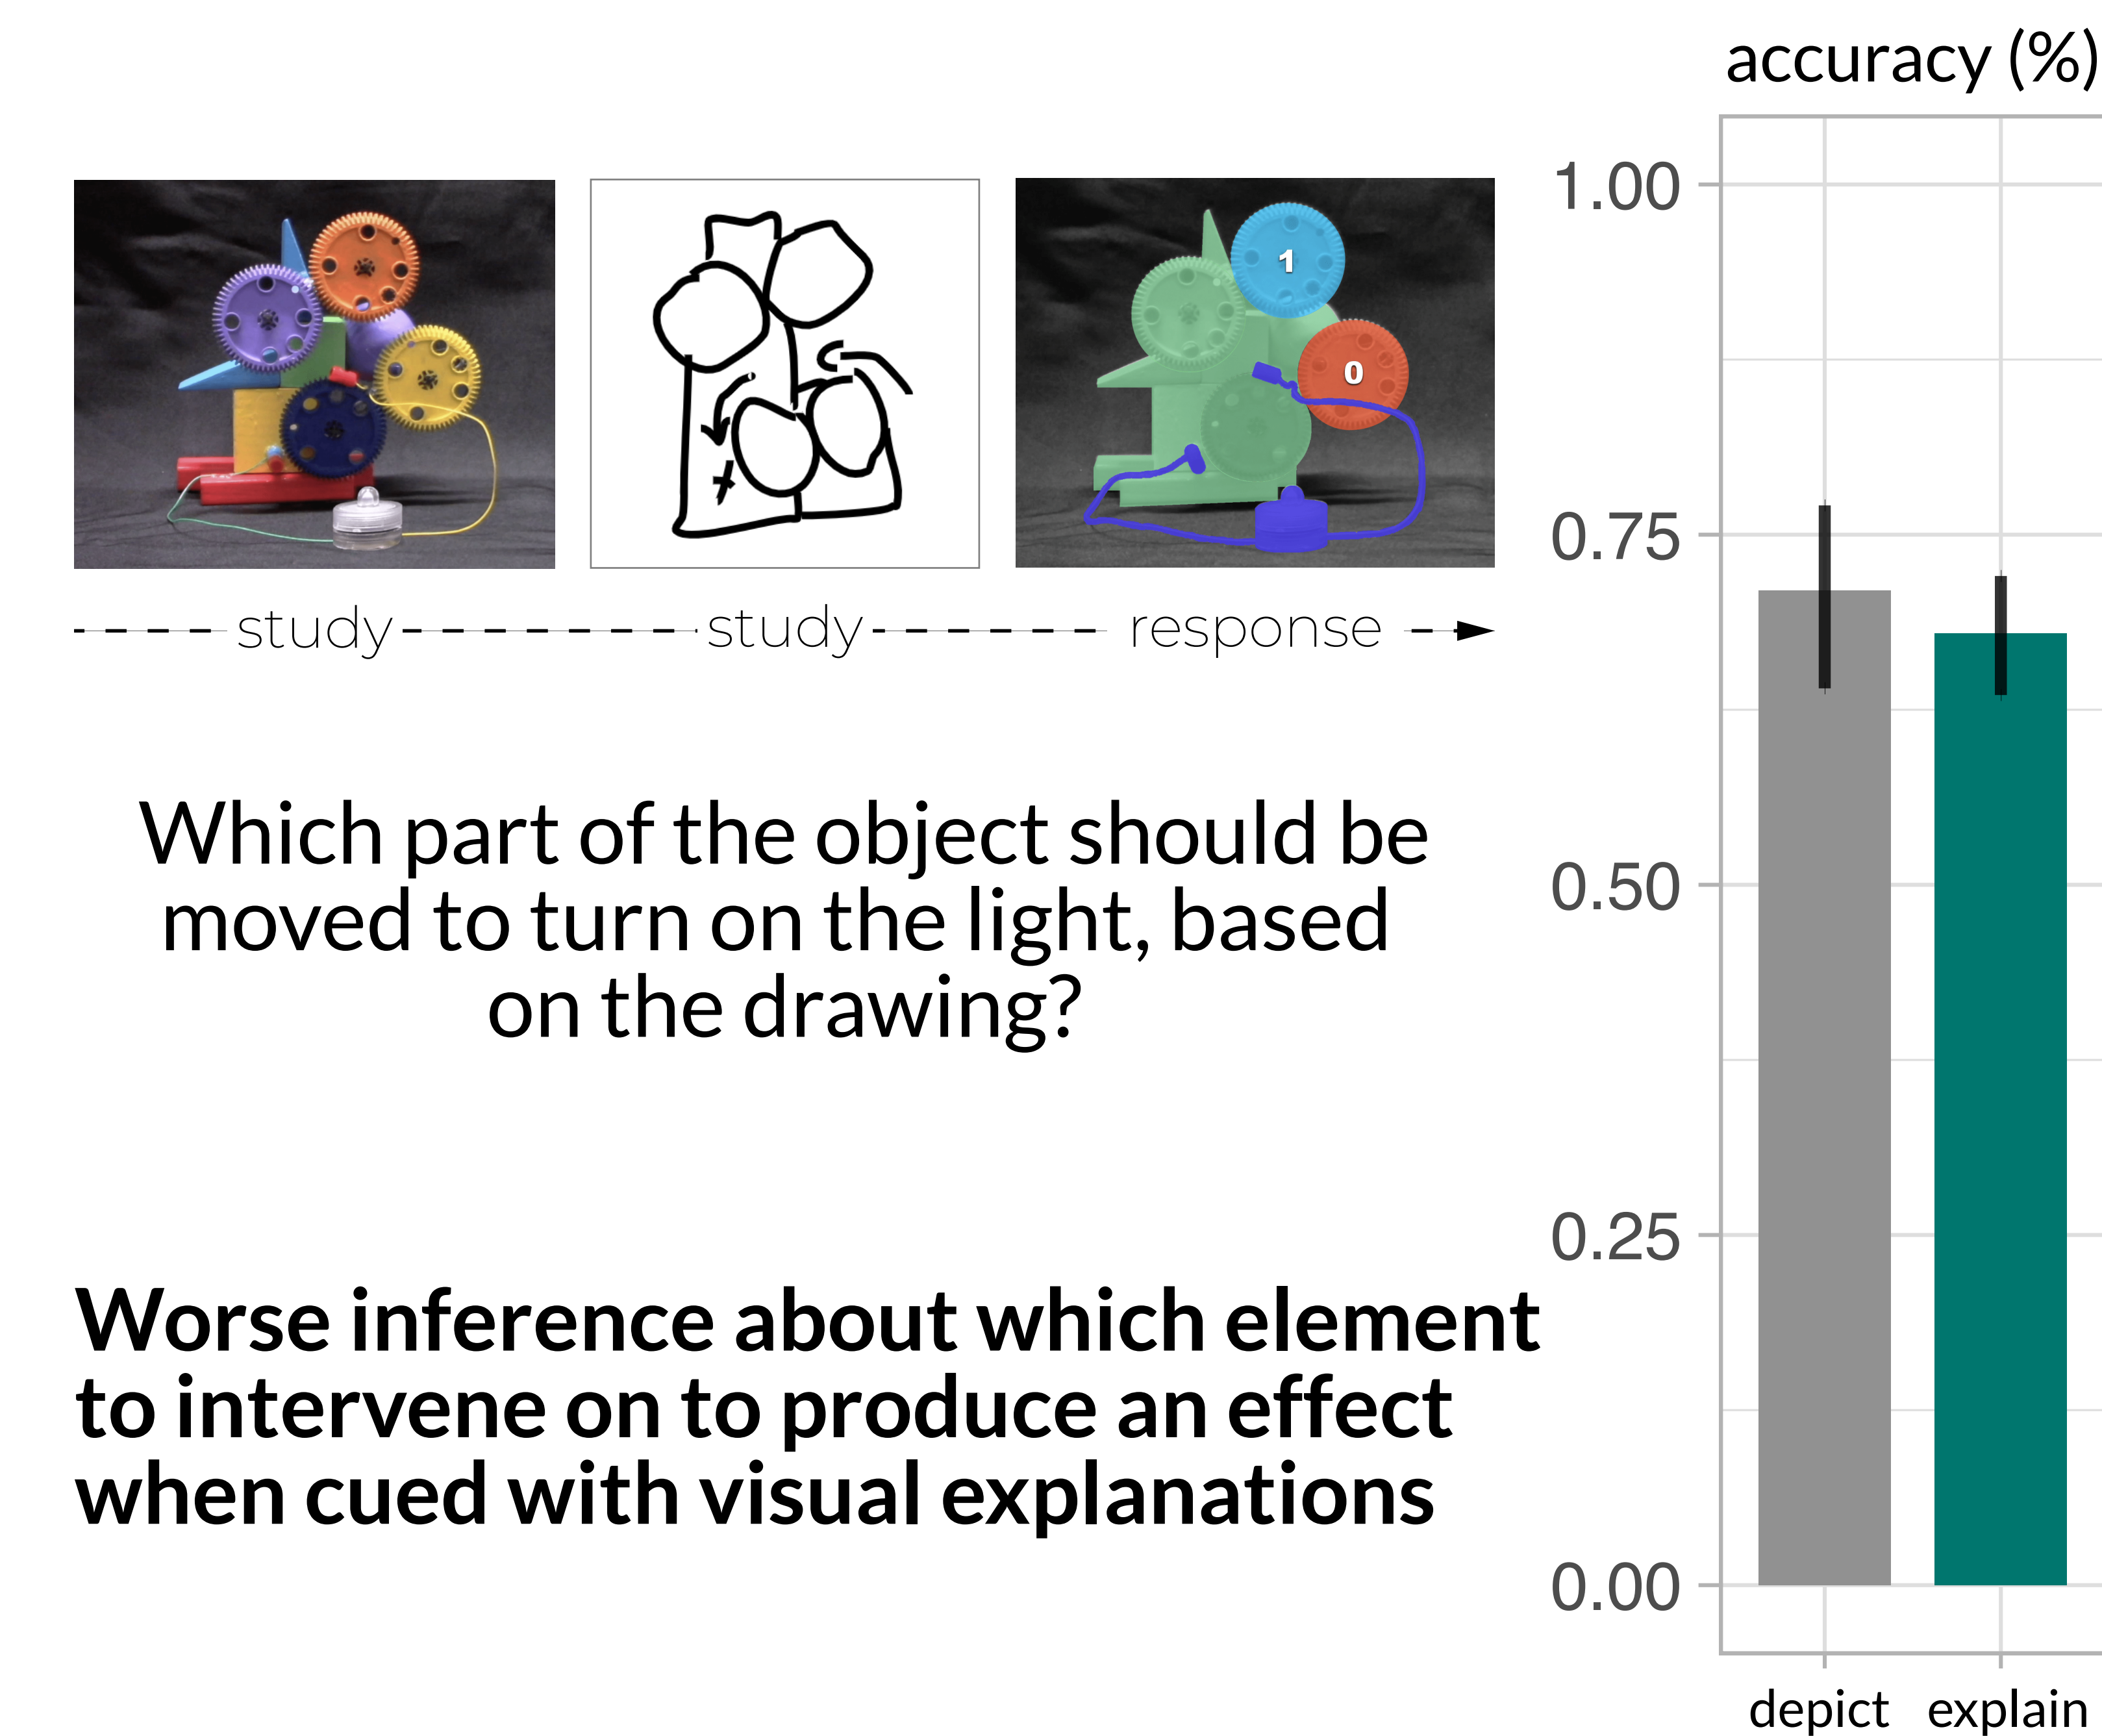 accuracy (%)
1
0
study
study
response
Which part of the object should be
moved to turn on the light, based
on the drawing?
Worse inference about which element
to intervene on to produce an effect
when cued with visual explanations
1.00
0.75
0.50
0.25
0.00
depict
explain